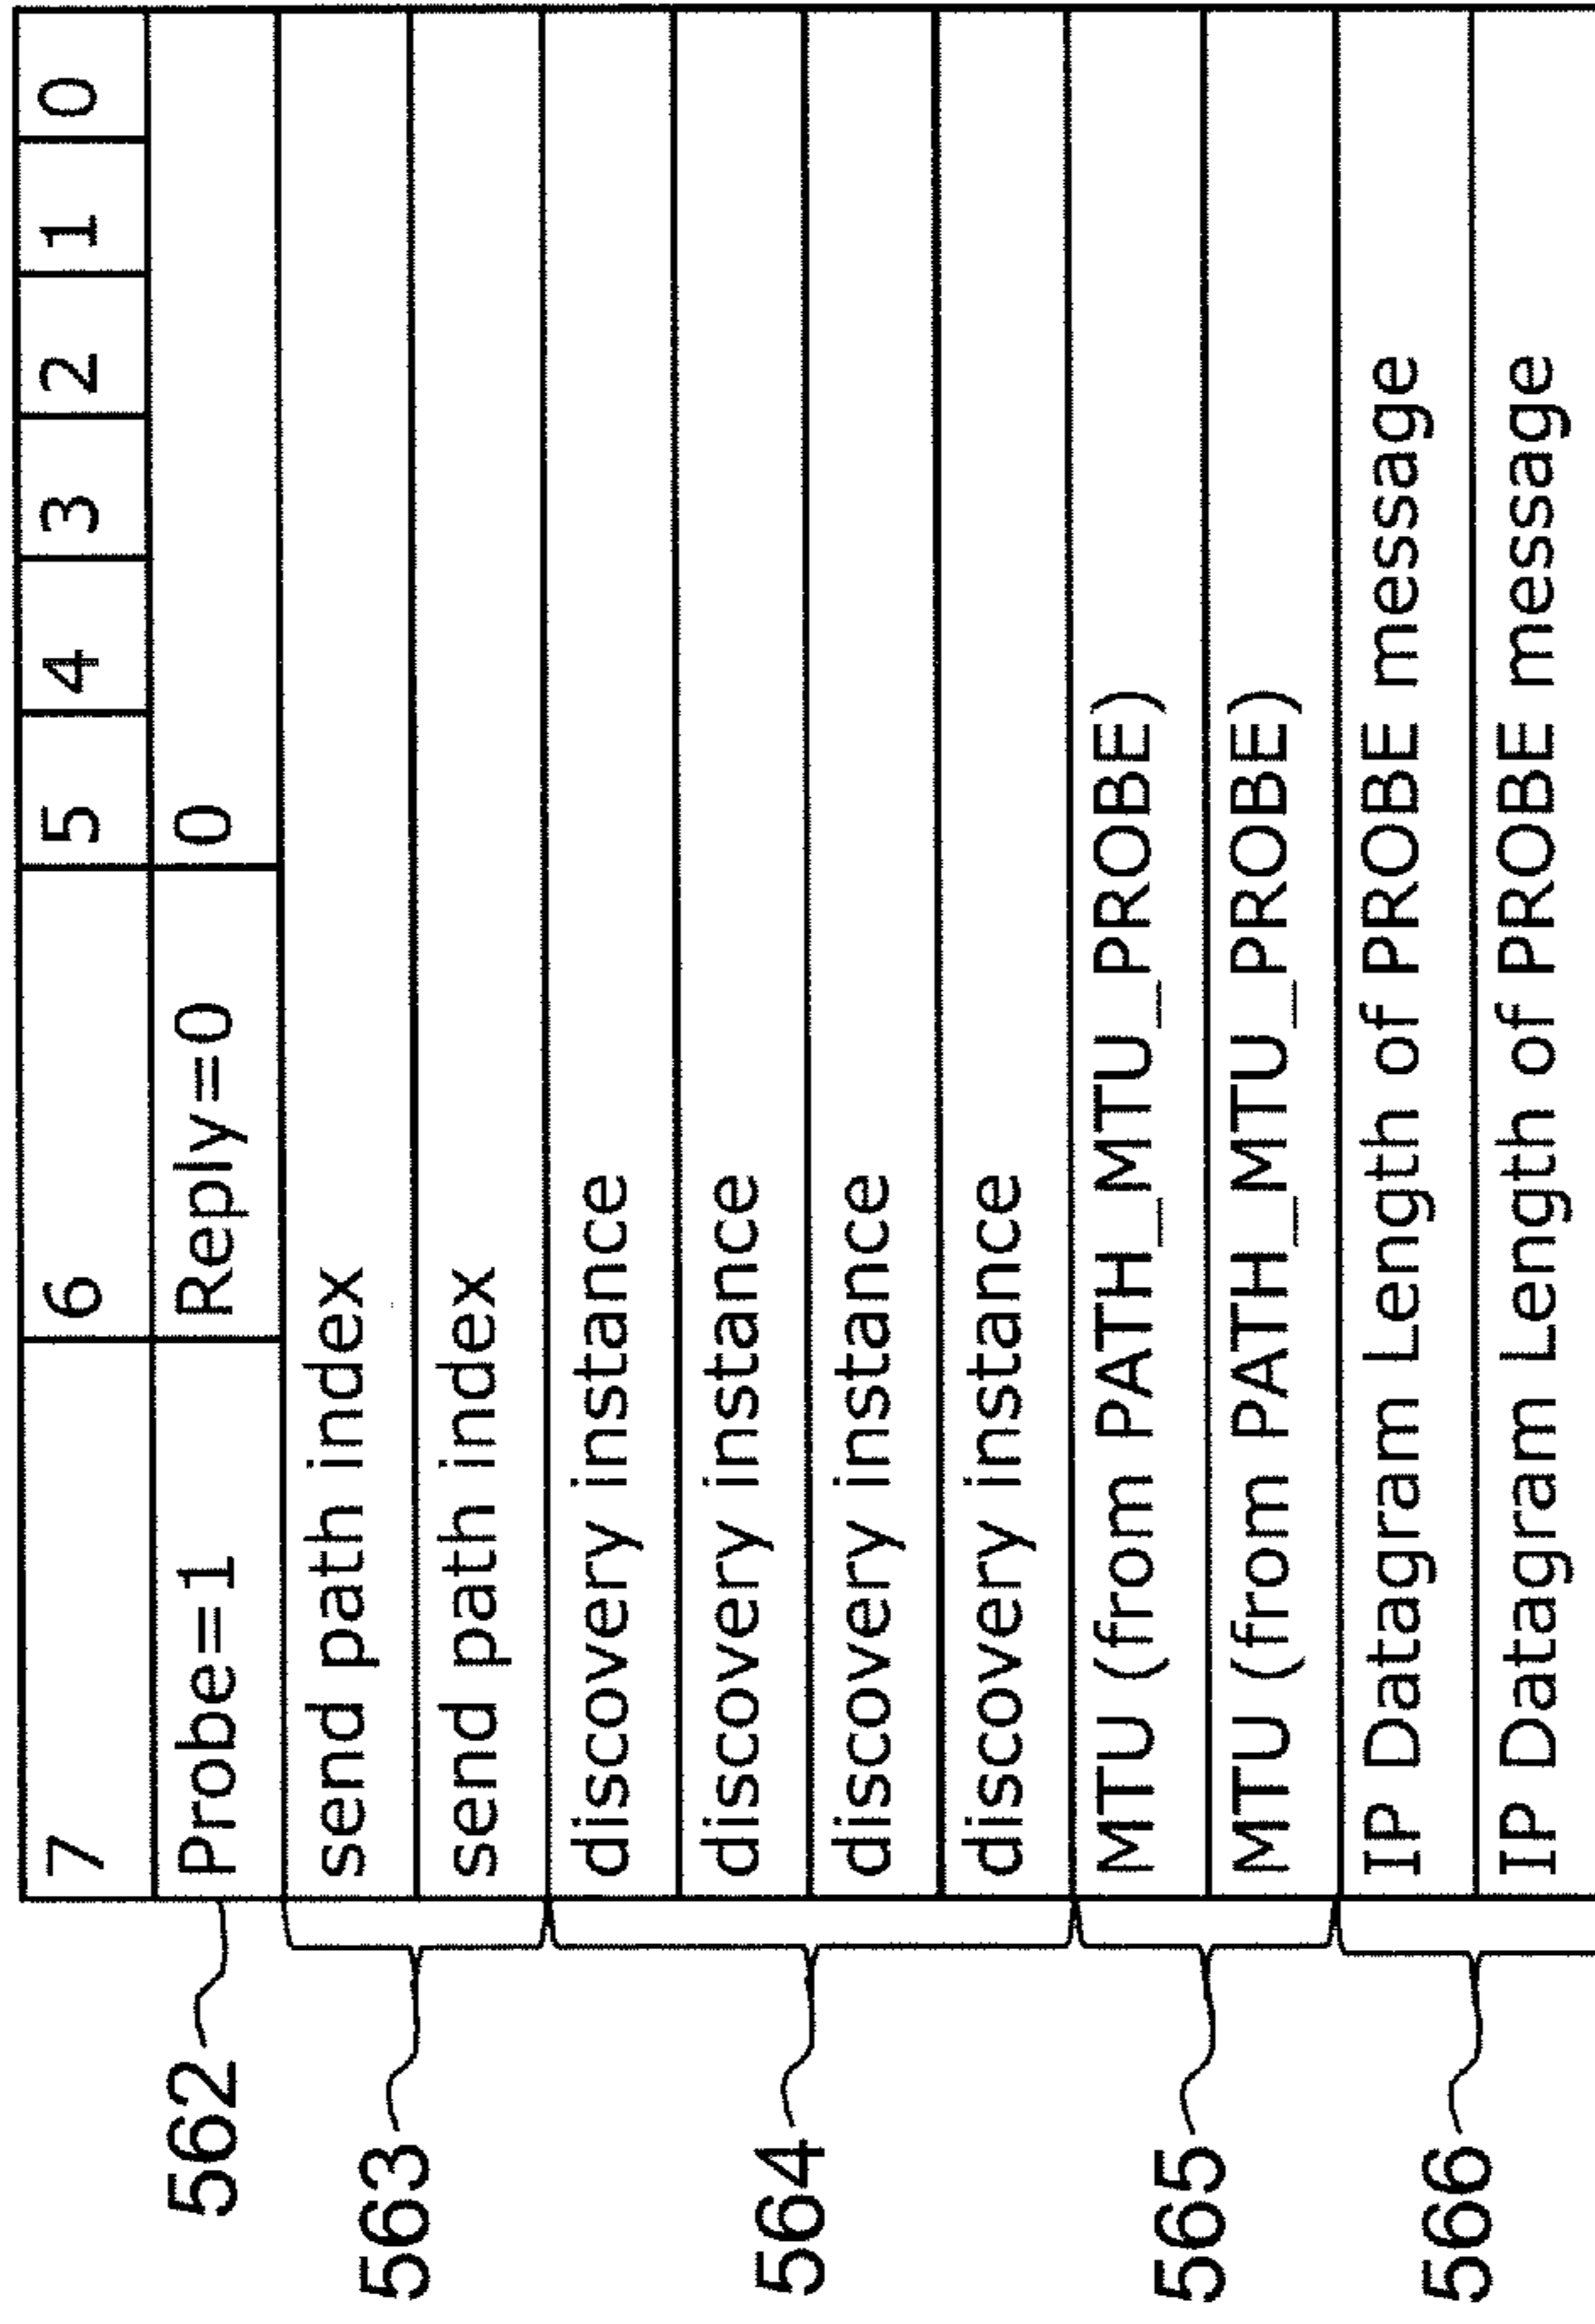 7 6 5 4 3 2 1 0
562 Probe=1 Reply=0 0
563 send path index
send path index
564 discovery instance
discovery instance
discovery instance
discovery instance
565 MTU (from PATH_MTU_PROBE)
MTU (from PATH_MTU_PROBE)
566 IP Datagram Length of PROBE message
IP Datagram Length of PROBE message